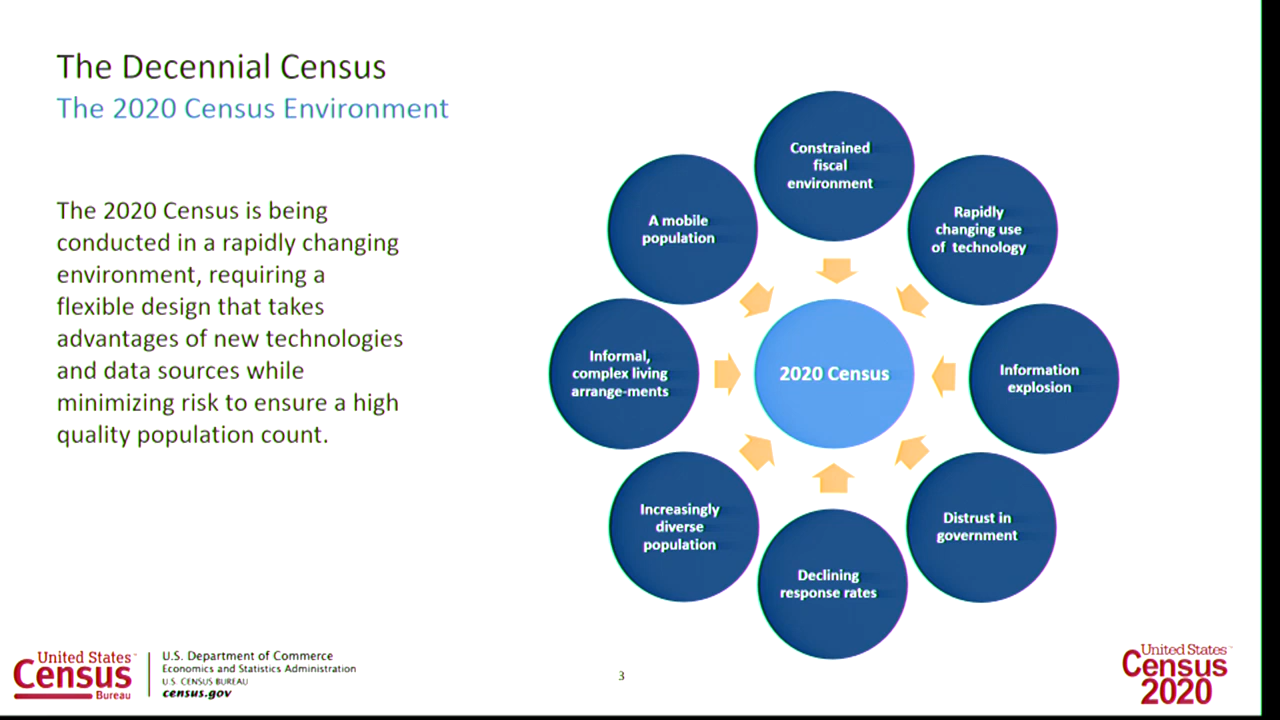 The Decennial Census
The 2020 Census Environment
The 2020 Census is being
conducted in a rapidly changing
environment, requiring a
flexible design that takes
advantages of new technologies
and data sources while
minimizing risk to ensure a high
quality population count.
Constrained
fiscal
environment
Rapidly
changing use
of technology
Information
explosion
Distrust in
government
Declining
response rates
Increasingly
diverse
population
Informal,
complex living
arrange-ments
A mobile
population
2020 Census
United States™
Census
Bureau
U.S. Department of Commerce
Economics and Statistics Administration
U.S. CENSUS BUREAU
census.gov
3
United States™
Census
2020